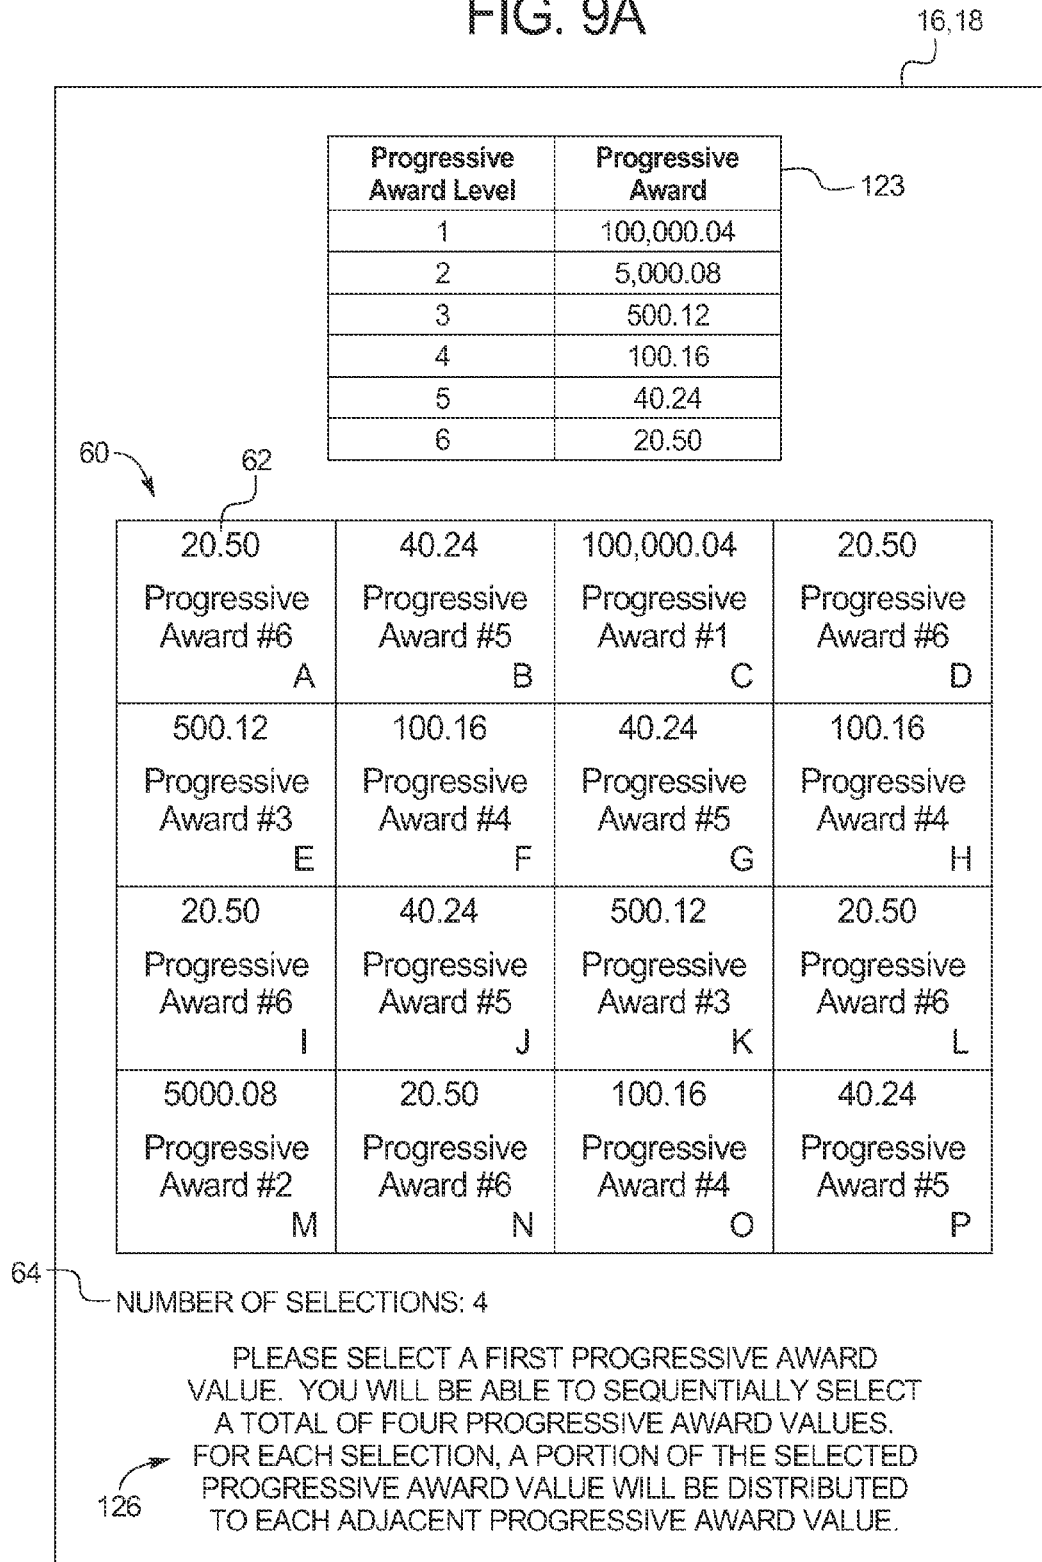 FIG. 9A
16,18
Progressive Award Level Progressive Award
123
1 100,000.04
2 5,000.08
3 500.12
4 100.16
5 40.24
6 20.50
60
62
20.50 40.24 100,000.04 20.50
Progressive Progressive Progressive Progressive
Award #6 Award #5 Award #1 Award #6
A B C D
500.12 100.16 40.24 100.16
Progressive Progressive Progressive Progressive
Award #3 Award #4 Award #5 Award #4
E F G H
20.50 40.24 500.12 20.50
Progressive Progressive Progressive Progressive
Award #6 Award #5 Award #3 Award #6
I J K L
5000.08 20.50 100.16 40.24
Progressive Progressive Progressive Progressive
Award #2 Award #6 Award #4 Award #5
M N O P
64
NUMBER OF SELECTIONS: 4
PLEASE SELECT A FIRST PROGRESSIVE AWARD
VALUE. YOU WILL BE ABLE TO SEQUENTIALLY SELECT
A TOTAL OF FOUR PROGRESSIVE AWARD VALUES.
FOR EACH SELECTION, A PORTION OF THE SELECTED
PROGRESSIVE AWARD VALUE WILL BE DISTRIBUTED
TO EACH ADJACENT PROGRESSIVE AWARD VALUE.
126